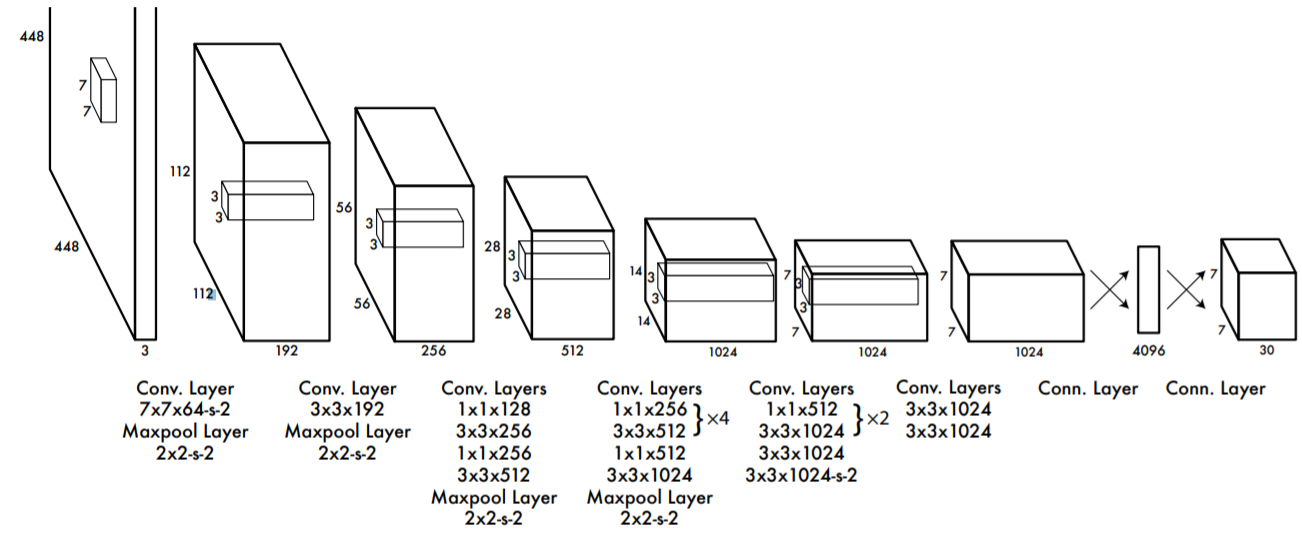 448
7
7
448
3
112
3
3
112
192
56
3
3
56
256
28
3
3
28
512
14
3
3
14
1024
7
3
3
7
1024
7
7
1024
4096
7
7
30
Conv. Layer
7x7x64-s-2
Maxpool Layer
2x2-s-2
Conv. Layer
3x3x192
Maxpool Layer
2x2-s-2
Conv. Layers
1x1x128
3x3x256
1x1x256
3x3x512
Maxpool Layer
2x2-s-2
Conv. Layers
1x1x256
3x3x512
}×4
1x1x512
3x3x1024
Maxpool Layer
2x2-s-2
Conv. Layers
1x1x512
3x3x1024
}×2
3x3x1024
3x3x1024-s-2
Conv. Layers
3x3x1024
3x3x1024
Conn. Layer
Conn. Layer